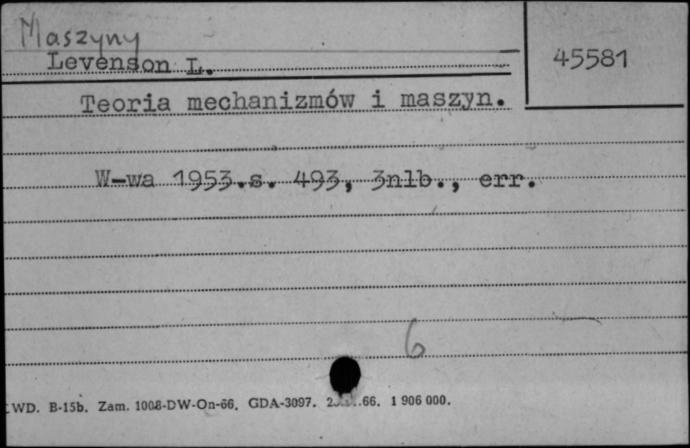 Maszyny
Levenson L.
45581
Teoria mechanizmów i maszyn.
W-wa 1953.s. 493, 3nlb., err.
6
WD. B-15b. Zam. 1008-DW-On-66. GDA-3097. .66. 1 906 000.